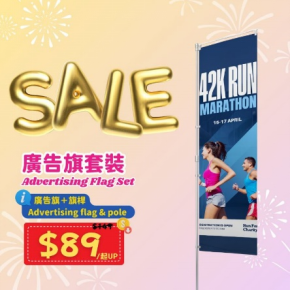 SALE
廣告旗套裝
Advertising Flag Set
i
廣告旗＋旗桿
Advertising flag & pole
$89
/起UP
42K RUN
MARATHON
16-17 APRIL